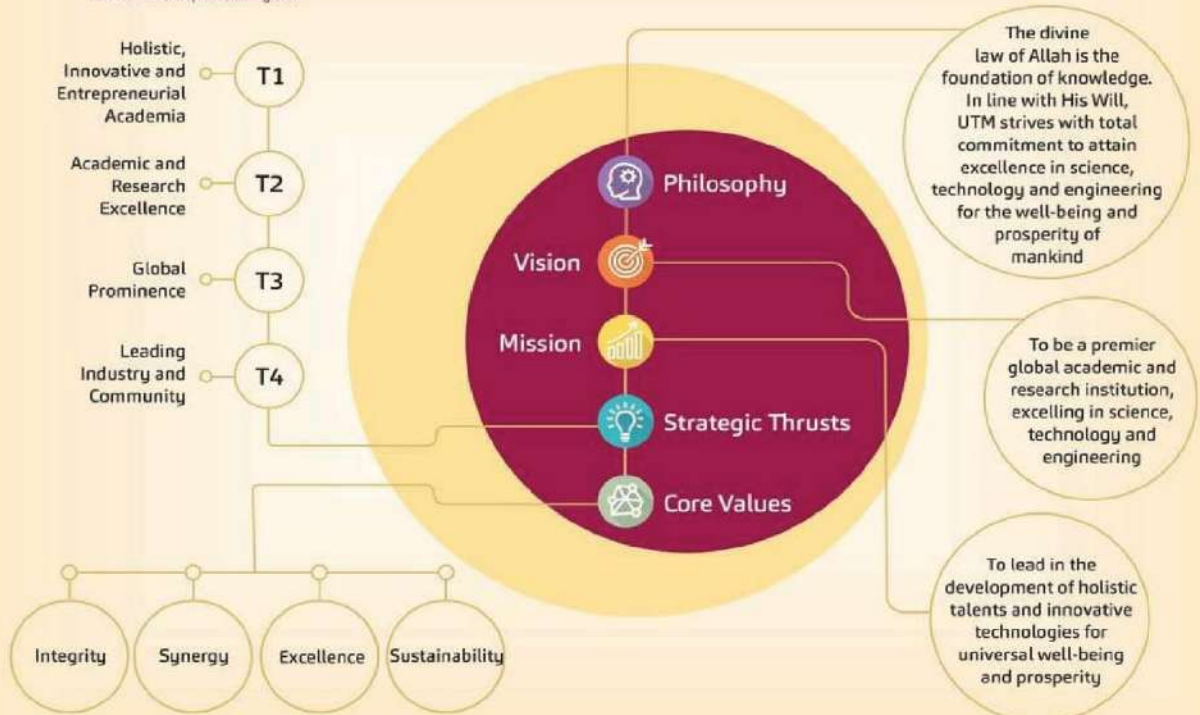 Holistic,
Innovative and
Entrepreneurial
Academia
T1
Academic and
Research
Excellence
T2
Global
Prominence
T3
Leading
Industry and
Community
T4
Philosophy
Vision
Mission
Strategic Thrusts
Core Values
The divine
law of Allah is the
foundation of knowledge.
In line with His Will,
UTM strives with total
commitment to attain
excellence in science,
technology and engineering
for the well-being and
prosperity of
mankind
To be a premier
global academic and
research institution,
excelling in science,
technology and
engineering
To lead in the
development of holistic
talents and innovative
technologies for
universal well-being
and prosperity
Integrity
Synergy
Excellence
Sustainability